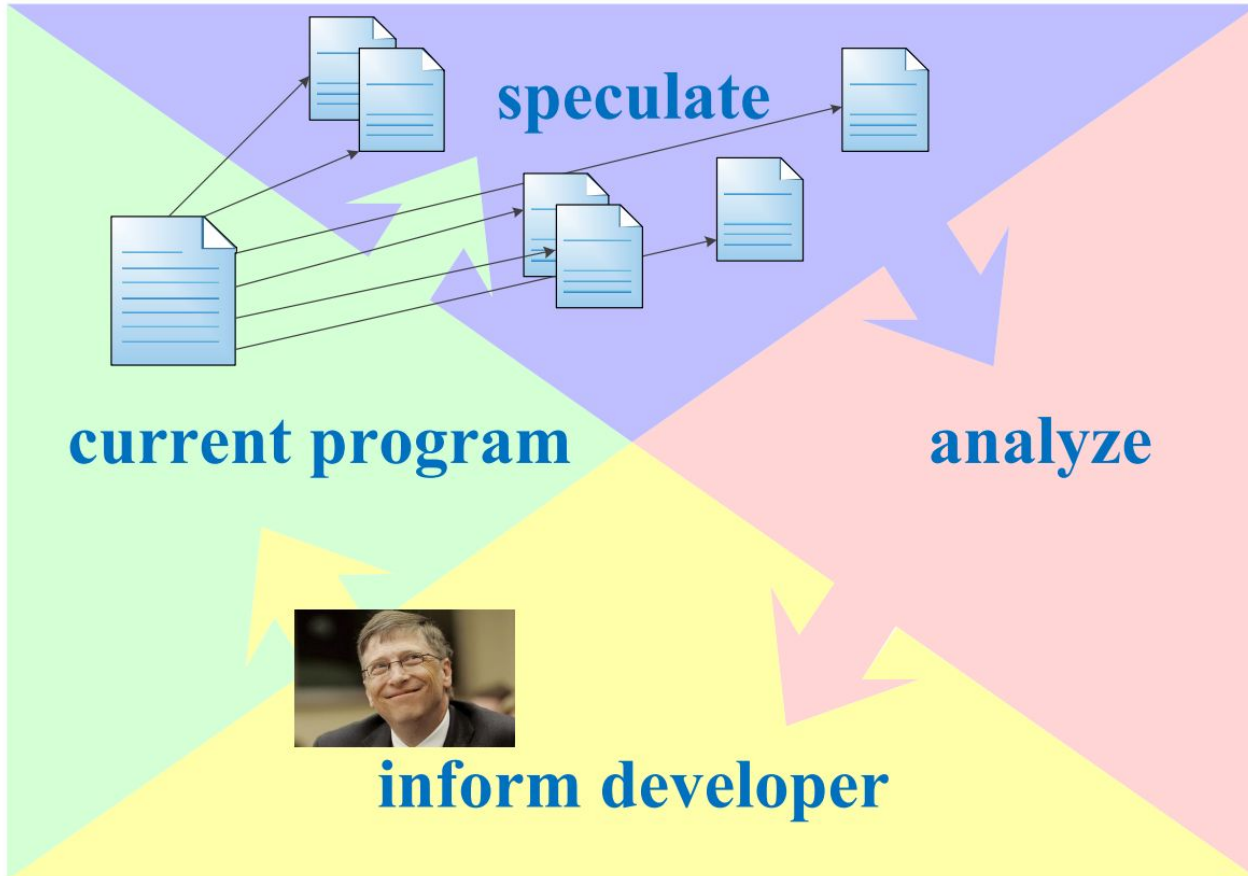 speculate
current program
analyze
inform developer